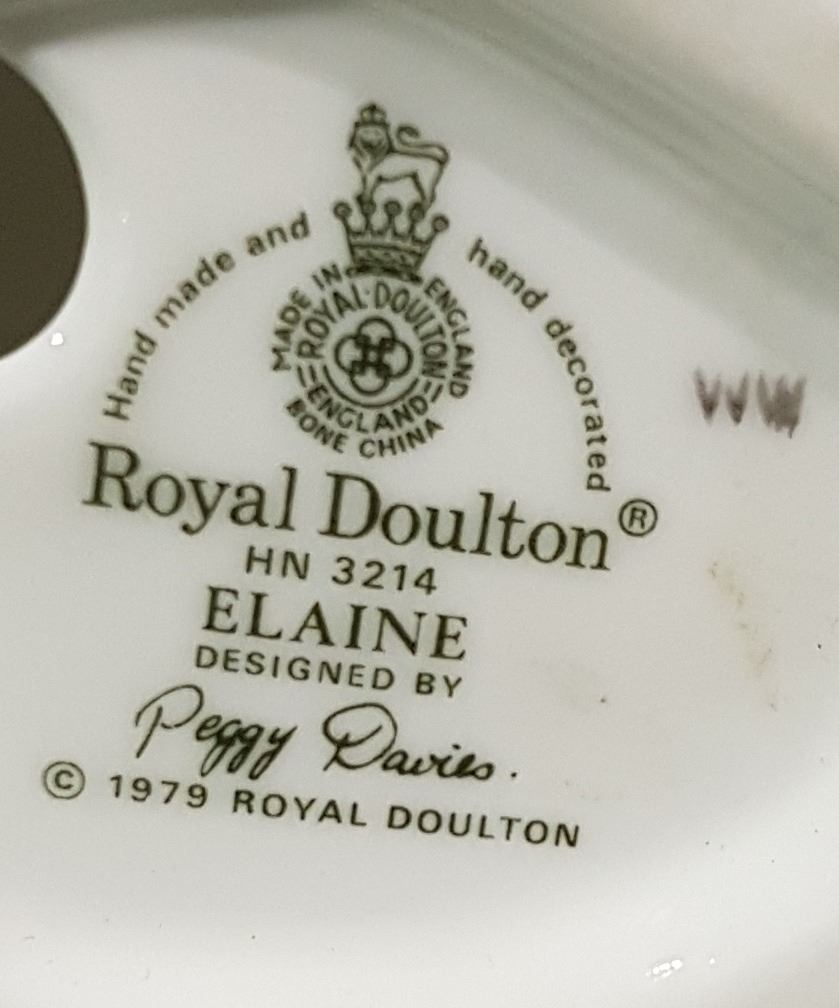 Hand made and hand decorated
MADE IN ENGLAND
ROYAL·DOULTON
=ENGLAND=
BONE CHINA
Royal Doulton®
HN 3214
ELAINE
DESIGNED BY
Peggy Davies.
© 1979 ROYAL DOULTON
WW